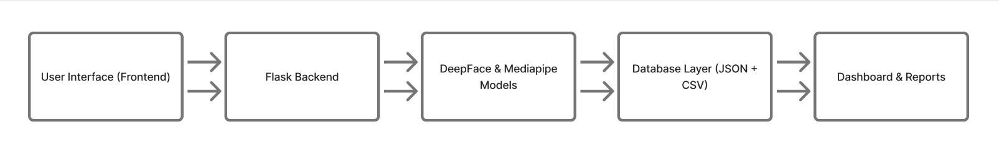 User Interface (Frontend)
Flask Backend
DeepFace & Mediapipe
Models
Database Layer (JSON +
CSV)
Dashboard & Reports